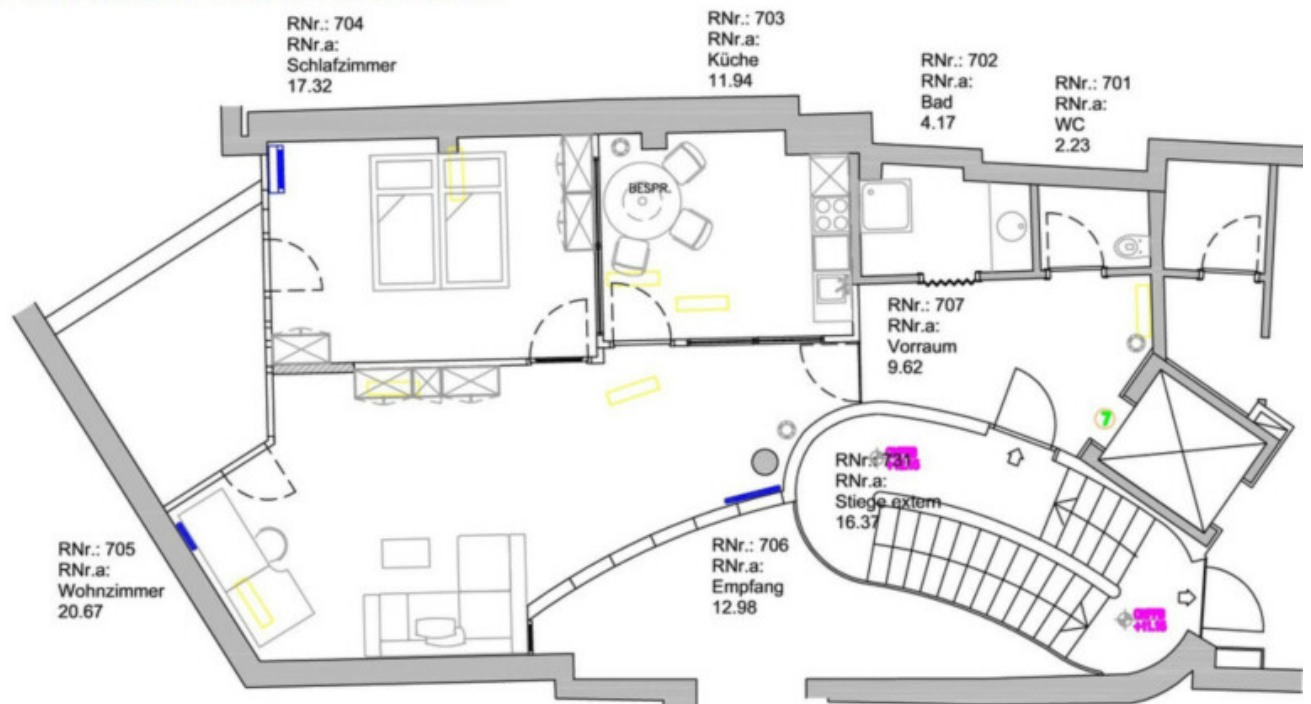 RNr.: 704
RNr.a:
Schlafzimmer
17.32
RNr.: 703
RNr.a:
Küche
11.94
RNr.: 702
RNr.a:
Bad
4.17
RNr.: 701
RNr.a:
WC
2.23
BESPR.
RNr.: 707
RNr.a:
Vorraum
9.62
7
RNr.: 731
RNr.a:
Stiege extern
16.37
RNr.: 705
RNr.a:
Wohnzimmer
20.67
RNr.: 706
RNr.a:
Empfang
12.98